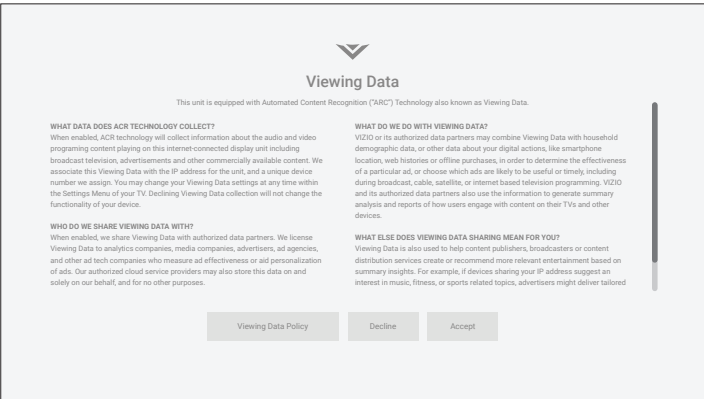 Viewing Data
This unit is equipped with Automated Content Recognition (“ARC”) Technology also known as Viewing Data.
WHAT DATA DOES ACR TECHNOLOGY COLLECT?
When enabled, ACR technology will collect information about the audio and video
programing content playing on this internet-connected display unit including
broadcast television, advertisements and other commercially available content. We
associate this Viewing Data with the IP address for the unit, and a unique device
number we assign. You may change your Viewing Data settings at any time within
the Settings Menu of your TV. Declining Viewing Data collection will not change the
functionality of your device.
WHO DO WE SHARE VIEWING DATA WITH?
When enabled, we share Viewing Data with authorized data partners. We license
Viewing Data to analytics companies, media companies, advertisers, ad agencies,
and other ad tech companies who measure ad effectiveness or aid personalization
of ads. Our authorized cloud service providers may also store this data on and
solely on our behalf, and for no other purposes.
WHAT DO WE DO WITH VIEWING DATA?
VIZIO or its authorized data partners may combine Viewing Data with household
demographic data, or other data about your digital actions, like smartphone
location, web histories or offline purchases, in order to determine the effectiveness
of a particular ad, or choose which ads are likely to be useful or timely, including
during broadcast, cable, satellite, or internet based television programming. VIZIO
and its authorized data partners also use the information to generate summary
analysis and reports of how users engage with content on their TVs and other
devices.
WHAT ELSE DOES VIEWING DATA SHARING MEAN FOR YOU?
Viewing Data is also used to help content publishers, broadcasters or content
distribution services create or recommend more relevant entertainment based on
summary insights. For example, if devices sharing your IP address suggest an
interest in music, fitness, or sports related topics, advertisers might deliver tailored
Viewing Data Policy
Decline
Accept